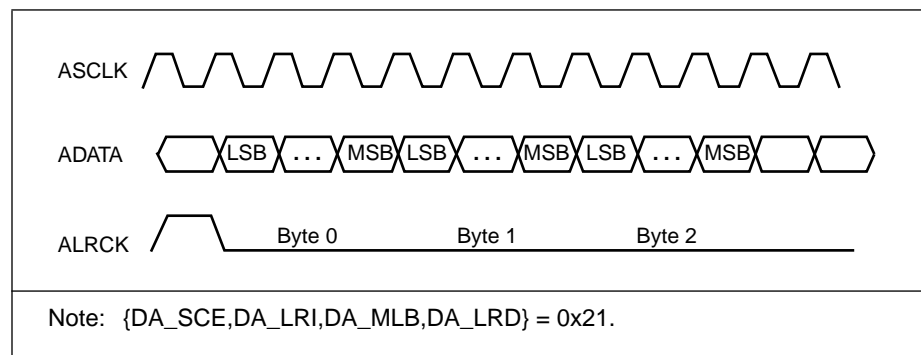 ASCLK
ADATA LSB ... MSB LSB ... MSB LSB ... MSB
ALRCK Byte 0 Byte 1 Byte 2
Note: {DA_SCE,DA_LRI,DA_MLB,DA_LRD} = 0x21.